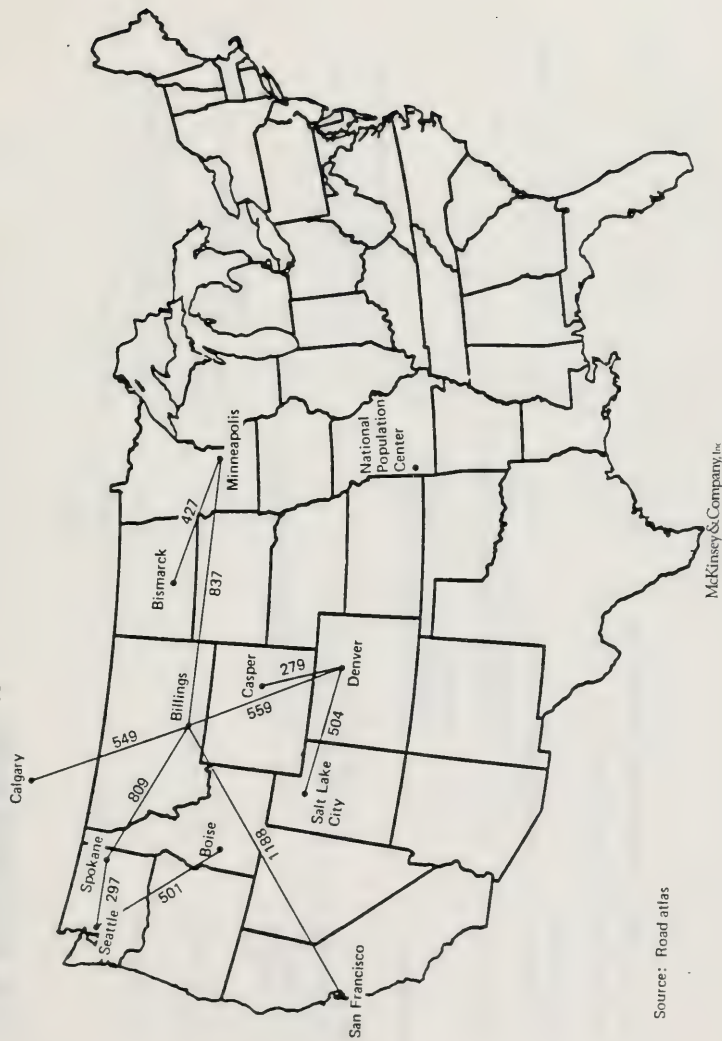 Calgary
Spokane
Seattle 297
501
Boise
809
549
Billings
Bismarck
427
837
Minneapolis
Casper
279
559
Denver
504
Salt Lake
City
1188
San Francisco
National
Population
Center
Source: Road atlas
McKinsey & Company, Inc